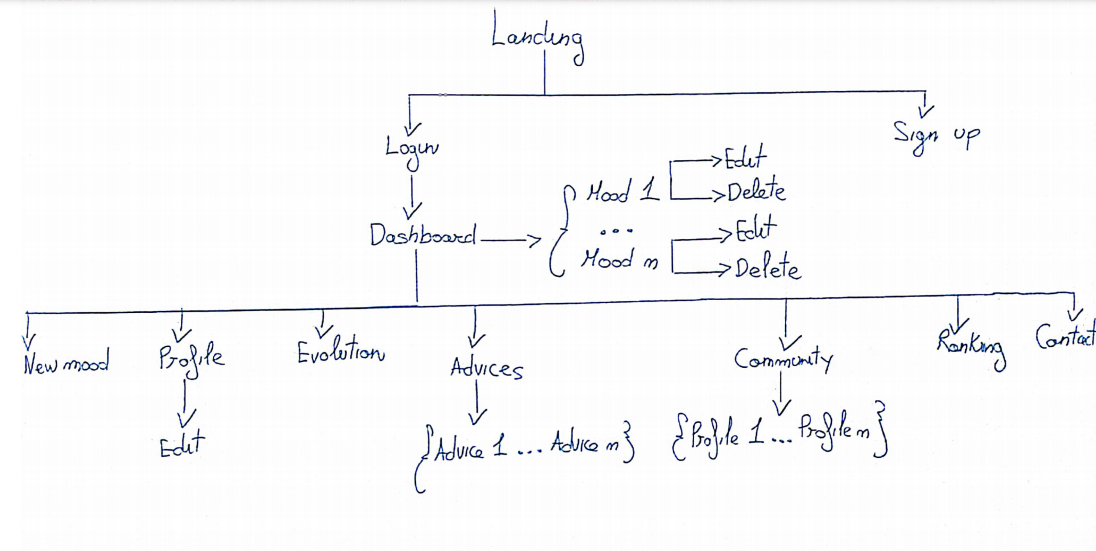 Landing
Login
Sign up
Dashboard
{ Mood 1
Edit
Delete
...
Mood n
Edit
Delete
New mood
Profile
Evolution
Advices
Community
Ranking
Contact
Edit
{Advice 1 ... Advice n}
{Profile 1 ... Profile n}